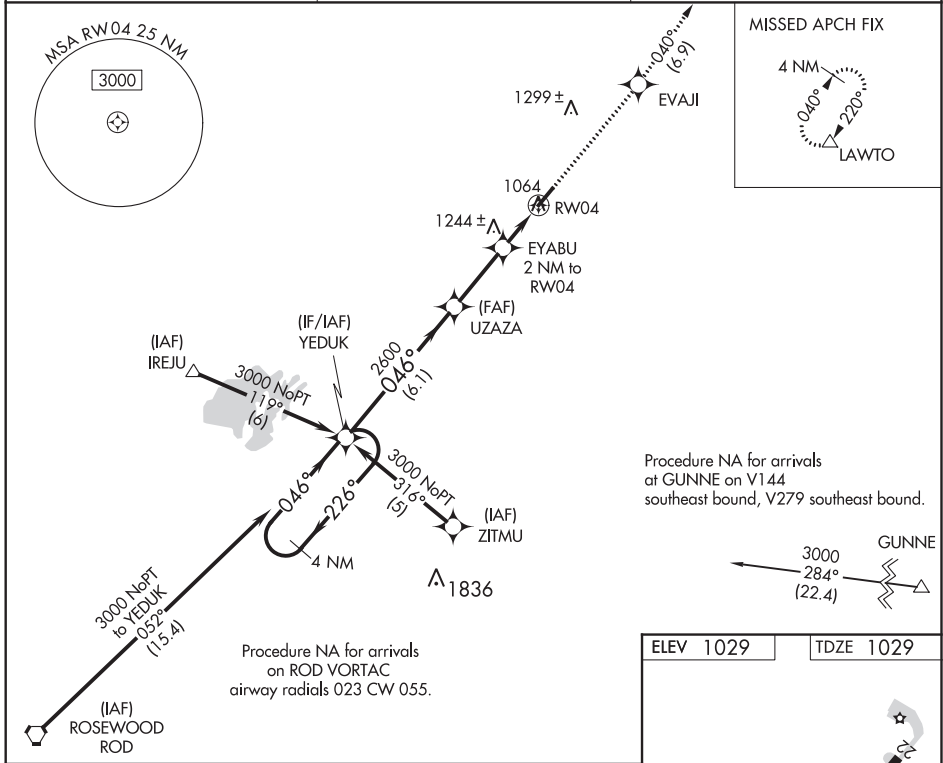 MSA RW04 25 NM
3000
1299 ±
040°
(6.9)
EVAJI
MISSED APCH FIX
4 NM
040°
220°
LAWTO
1064
RW04
1244 ±
EYABU
2 NM to
RW04
(FAF)
UZAZA
(IF/IAF)
YEDUK
2600
046°
(6.1)
(IAF)
IREJU
3000 NoPT
119°
(6)
3000 NoPT
316°
(5)
(IAF)
ZITMU
046°
226°
4 NM
1836
Procedure NA for arrivals
at GUNNE on V144
southeast bound, V279 southeast bound.
GUNNE
3000
284°
(22.4)
3000 NoPT
to YEDUK
052°
(15.4)
Procedure NA for arrivals
on ROD VORTAC
airway radials 023 CW 055.
(IAF)
ROSEWOOD
ROD
ELEV 1029
TDZE 1029
22